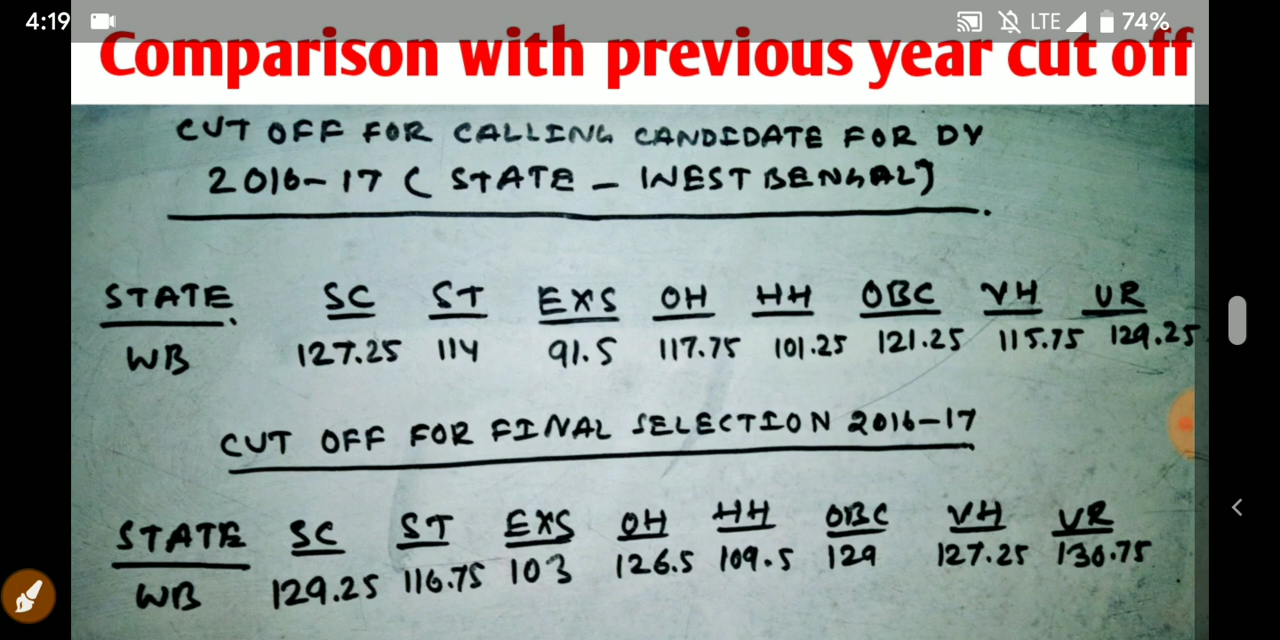 4:19 LTE 74%
Comparison with previous year cut off
CUT OFF FOR CALLING CANDIDATE FOR DY
2016-17 ( STATE - WEST BENGAL)
STATE SC ST EXS OH HH OBC VH UR
WB 127.25 114 91.5 117.75 101.25 121.25 115.75 129.25
CUT OFF FOR FINAL SELECTION 2016-17
STATE SC ST EXS OH HH OBC VH UR
WB 129.25 116.75 103 126.5 109.5 129 127.25 130.75